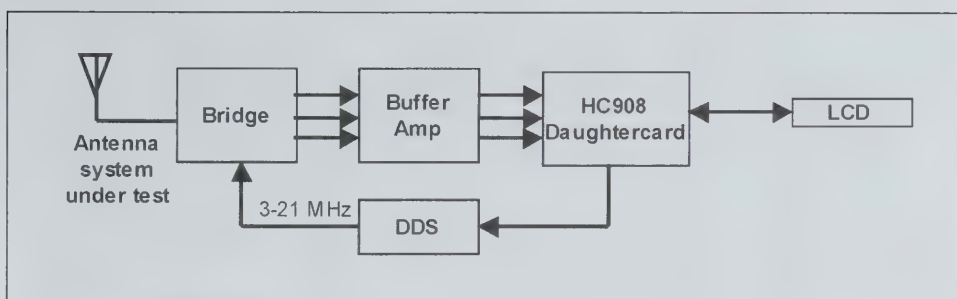 Antenna
system
under test
Bridge
Buffer
Amp
HC908
Daughtercard
LCD
3-21 MHz
DDS